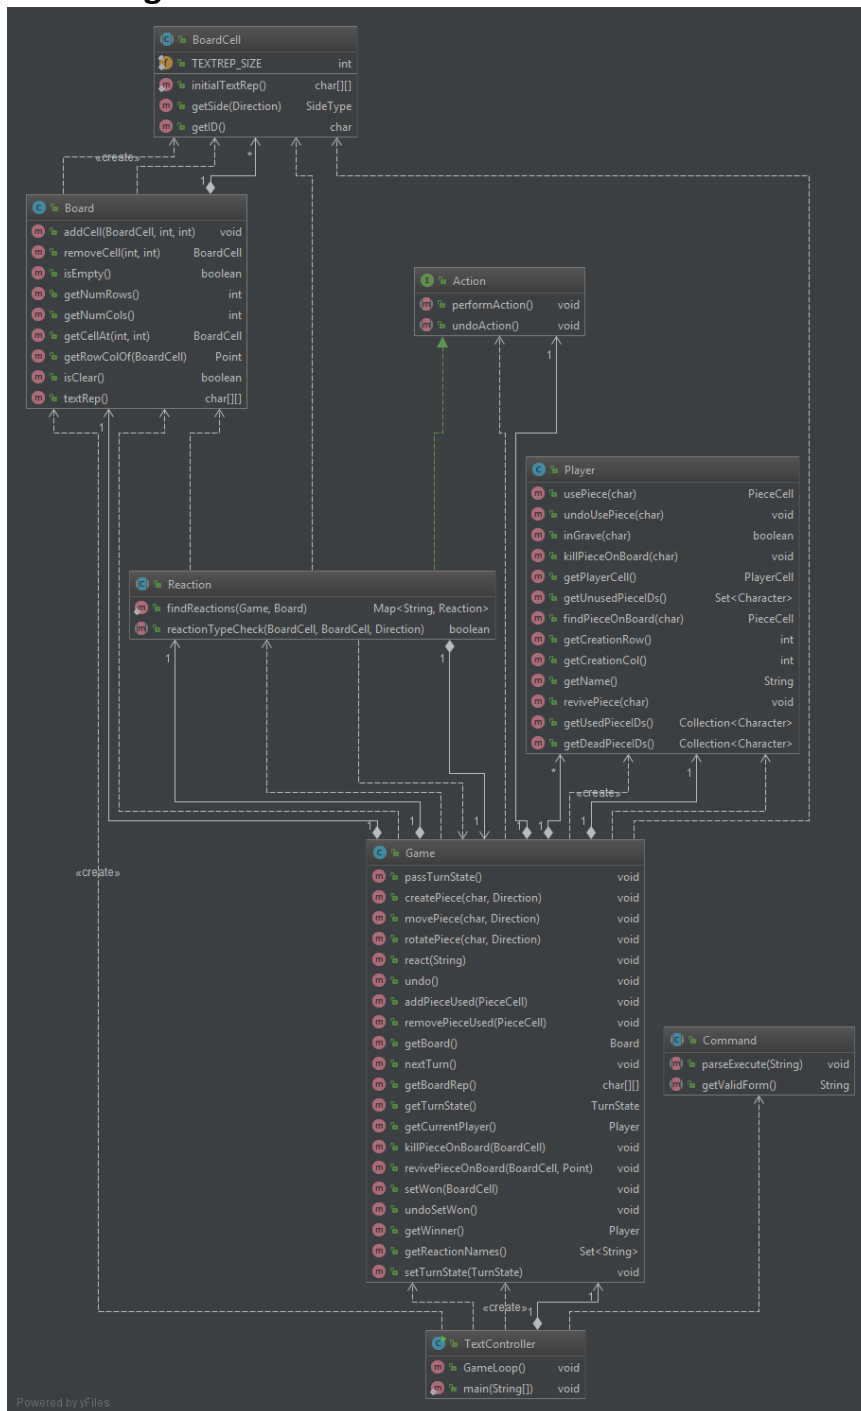 BoardCell
TEXTREP_SIZE int
initialTextRep() char[][]
getSide(Direction) SideType
getID() char
«create»
*
1
Board
addCell(BoardCell, int, int) void
removeCell(int, int) BoardCell
isEmpty() boolean
getNumRows() int
getNumCols() int
getCellAt(int, int) BoardCell
getRowColOf(BoardCell) Point
isClear() boolean
textRep() char[][]
1
Action
performAction() void
undoAction() void
1
Player
usePiece(char) PieceCell
undoUsePiece(char) void
inGrave(char) boolean
killPieceOnBoard(char) void
getPlayerCell() PlayerCell
getUnusedPieceIDs() Set<Character>
findPieceOnBoard(char) PieceCell
getCreationRow() int
getCreationCol() int
getName() String
revivePiece(char) void
getUsedPieceIDs() Collection<Character>
getDeadPieceIDs() Collection<Character>
Reaction
findReactions(Game, Board) Map<String, Reaction>
reactionTypeCheck(BoardCell, BoardCell, Direction) boolean
1 1
* 1
«create»
1 1 1 1 1 1
Game
passTurnState() void
createPiece(char, Direction) void
movePiece(char, Direction) void
rotatePiece(char, Direction) void
react(String) void
undo() void
addPieceUsed(PieceCell) void
removePieceUsed(PieceCell) void
getBoard() Board
nextTurn() void
getBoardRep() char[][]
getTurnState() TurnState
getCurrentPlayer() Player
killPieceOnBoard(BoardCell) void
revivePieceOnBoard(BoardCell, Point) void
setWon(BoardCell) void
undoSetWon() void
getWinner() Player
getReactionNames() Set<String>
setTurnState(TurnState) void
«create»
Command
parseExecute(String) void
getValidForm() String
1
«create» 1
TextController
GameLoop() void
main(String[]) void
Powered by yFiles